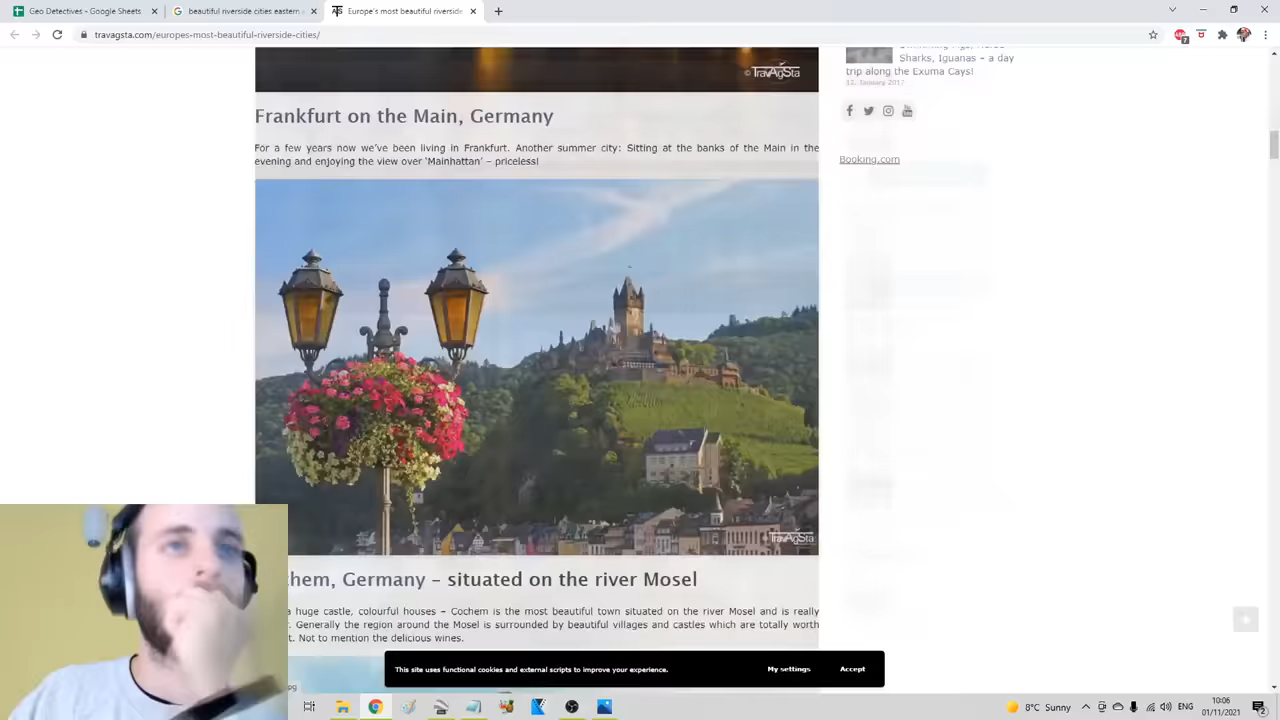 Geo Detectives - Google Sheets
beautiful riverside cities eastern
Europe's most beautiful riverside
travagsta.com/europes-most-beautiful-riverside-cities/
7
Sharks, Iguanas – a day
trip along the Exuma Cays!
12. January 2017
Booking.com
© TravAgSta
Frankfurt on the Main, Germany
For a few years now we've been living in Frankfurt. Another summer city: Sitting at the banks of the Main in the
evening and enjoying the view over 'Mainhattan' – priceless!
TravAgSta
hem, Germany – situated on the river Mosel
a huge castle, colourful houses – Cochem is the most beautiful town situated on the river Mosel and is really
. Generally the region around the Mosel is surrounded by beautiful villages and castles which are totally worth
t. Not to mention the delicious wines.
This site uses functional cookies and external scripts to improve your experience.
My settings
Accept
8°C Sunny
ENG
10:06
01/11/2021
2